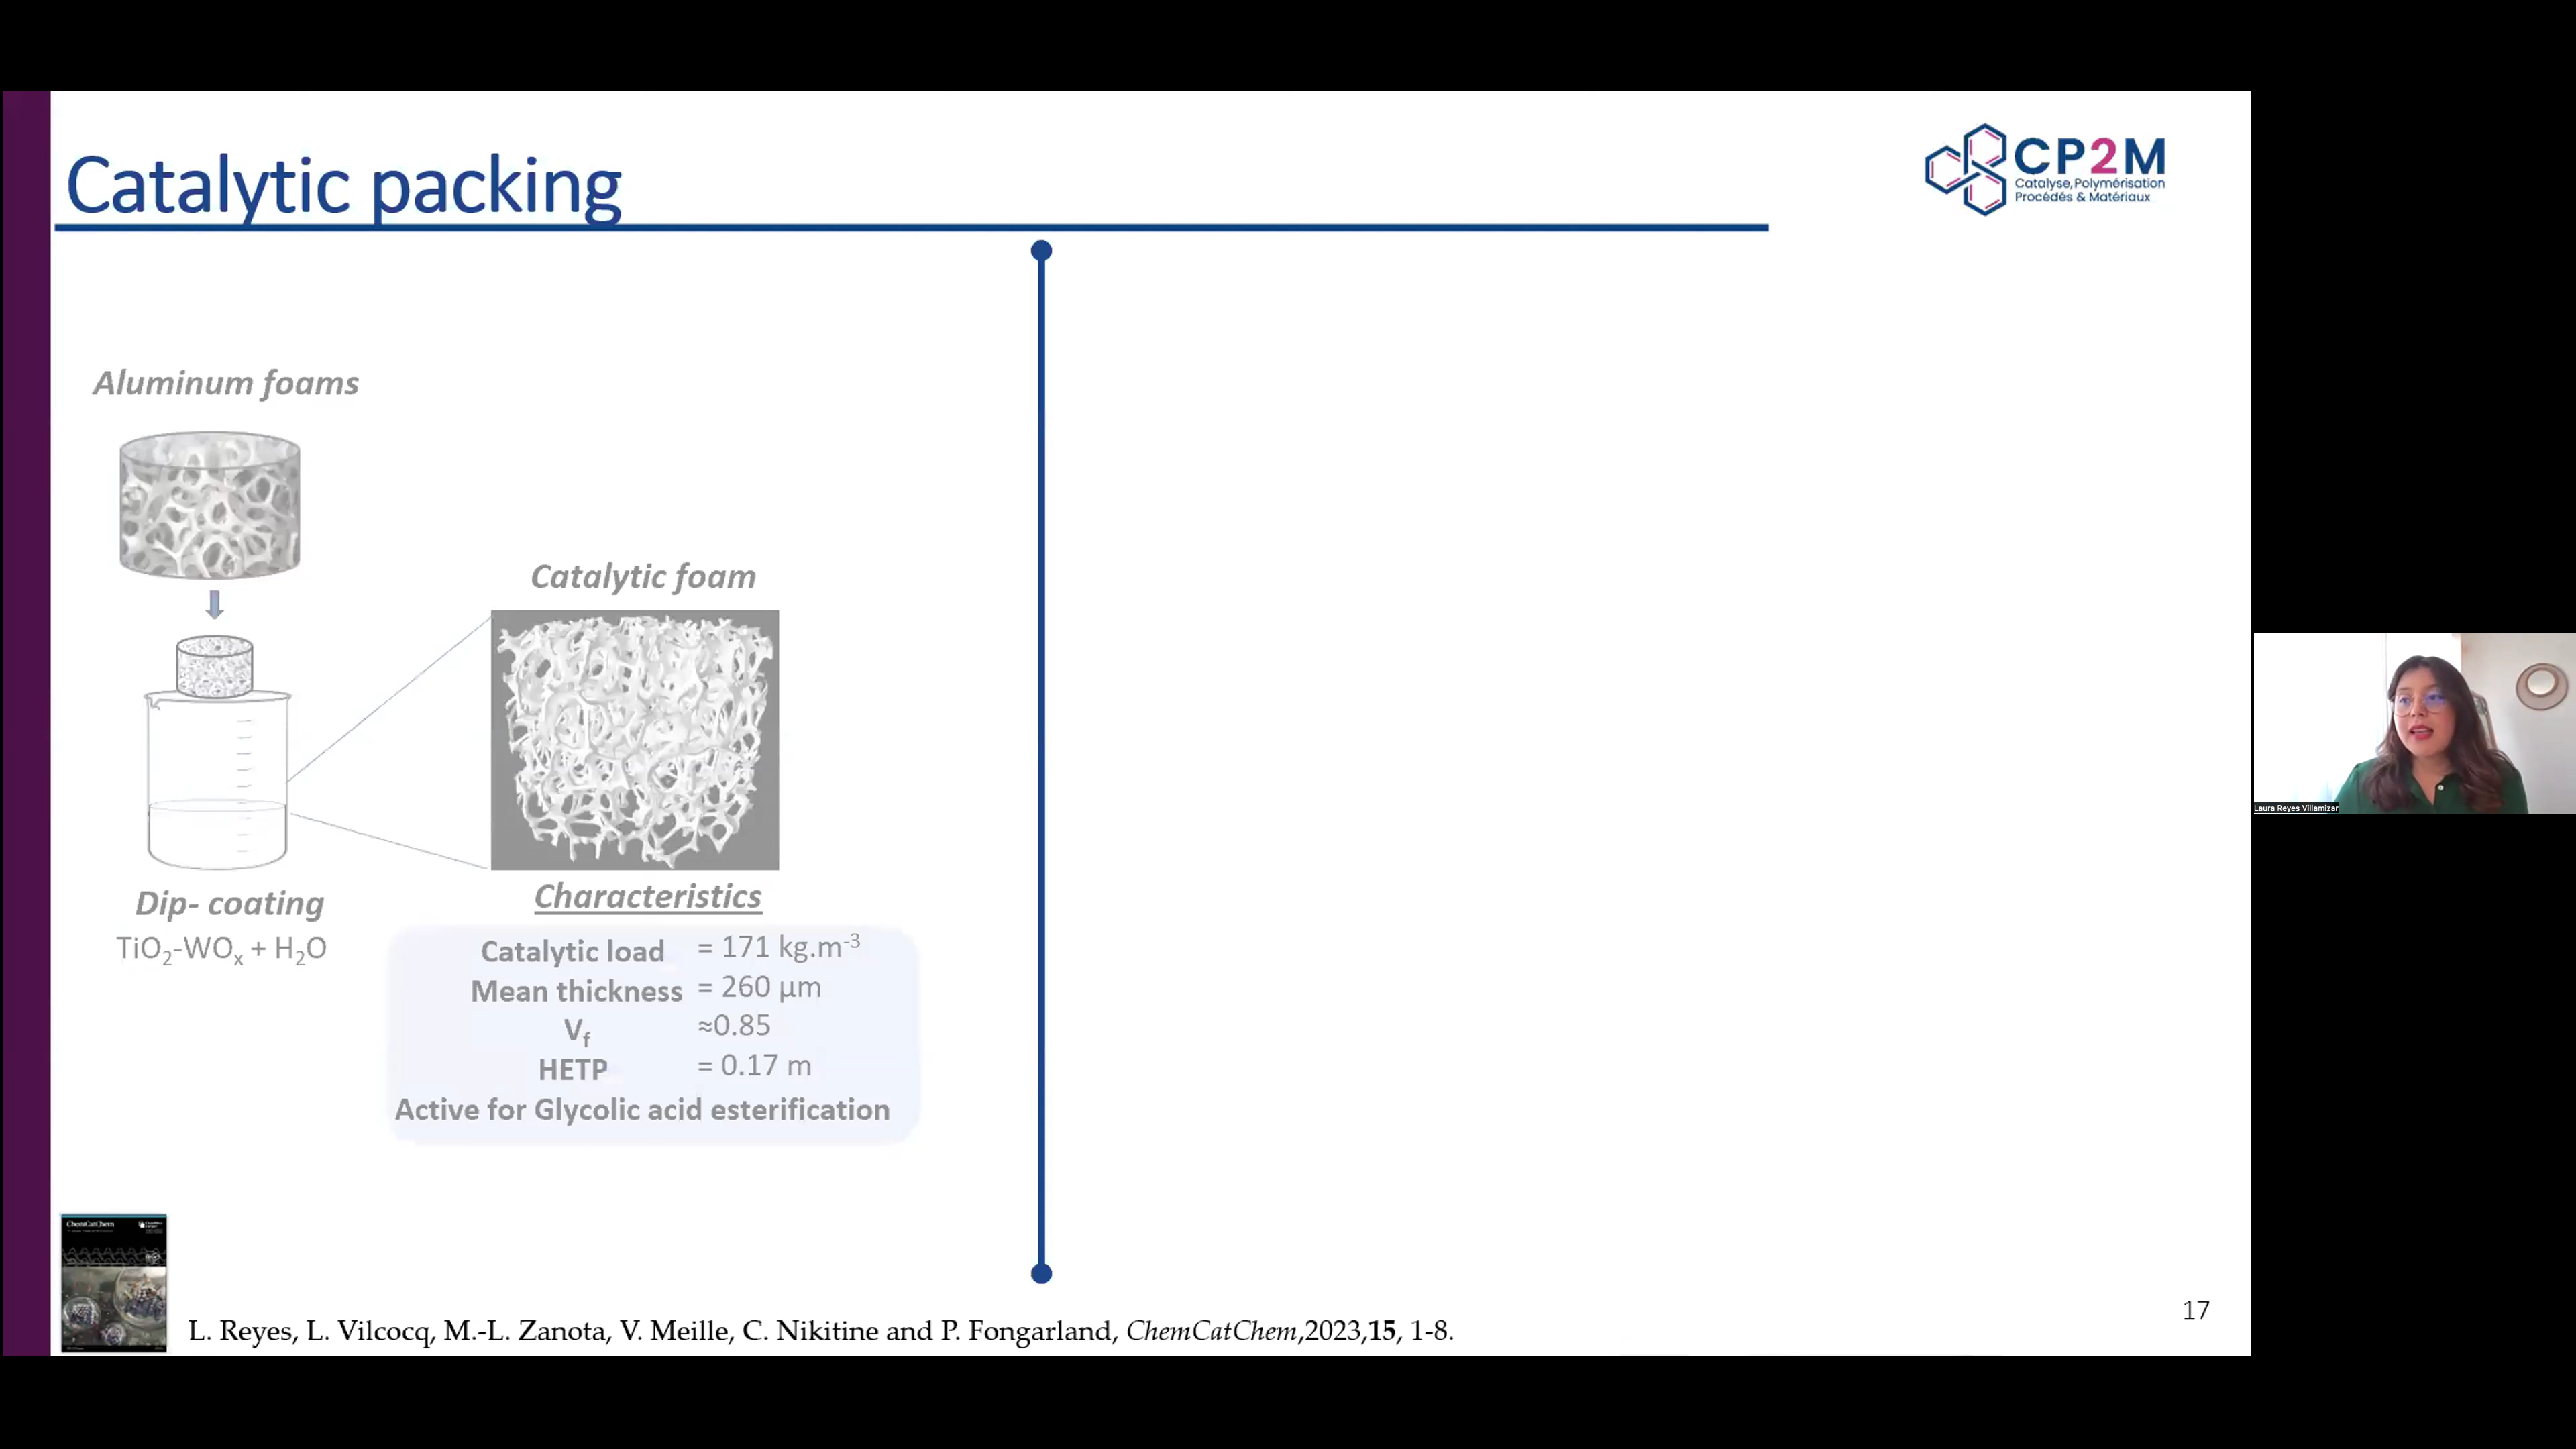 Catalytic packing
CP2M
Catalyse, Polymérisation
Procédés & Matériaux
Aluminum foams
Catalytic foam
Dip- coating
TiO₂-WOₓ + H₂O
Characteristics
Catalytic load = 171 kg.m⁻³
Mean thickness = 260 µm
V_f ≈0.85
HETP = 0.17 m
Active for Glycolic acid esterification
Laura Reyes Villamizar
ChemCatChem
L. Reyes, L. Vilcocq, M.-L. Zanota, V. Meille, C. Nikitine and P. Fongarland, ChemCatChem,2023,15, 1-8.
17